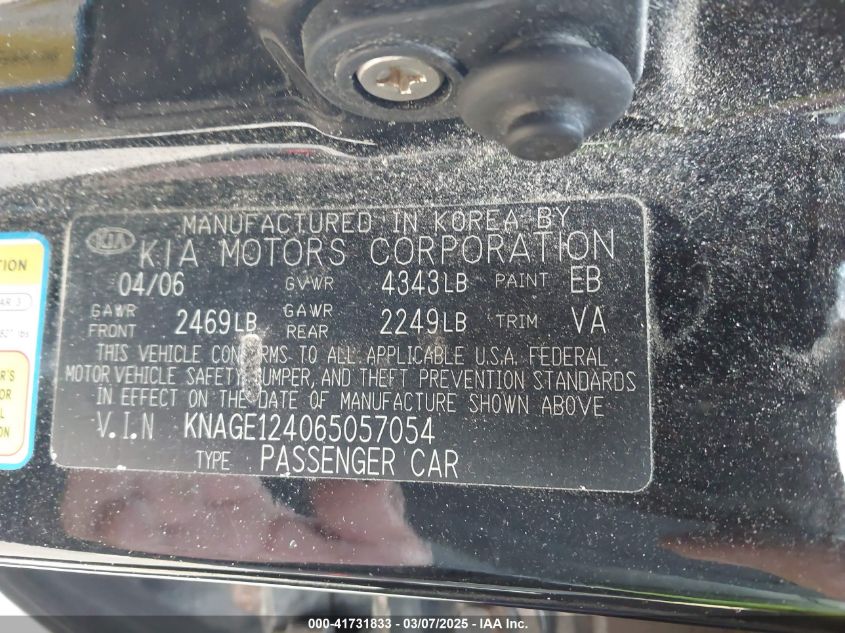 MANUFACTURED IN KOREA BY
KIA
KIA MOTORS CORPORATION
04/06 GVWR 4343LB PAINT EB
GAWR FRONT 2469LB GAWR REAR 2249LB TRIM VA
THIS VEHICLE CONFORMS TO ALL APPLICABLE U.S.A. FEDERAL
MOTOR VEHICLE SAFETY, BUMPER, AND THEFT PREVENTION STANDARDS
IN EFFECT ON THE DATE OF MANUFACTURE SHOWN ABOVE
V.I.N KNAGE124065057054
TYPE PASSENGER CAR
000-41731833 - 03/07/2025 - IAA Inc.